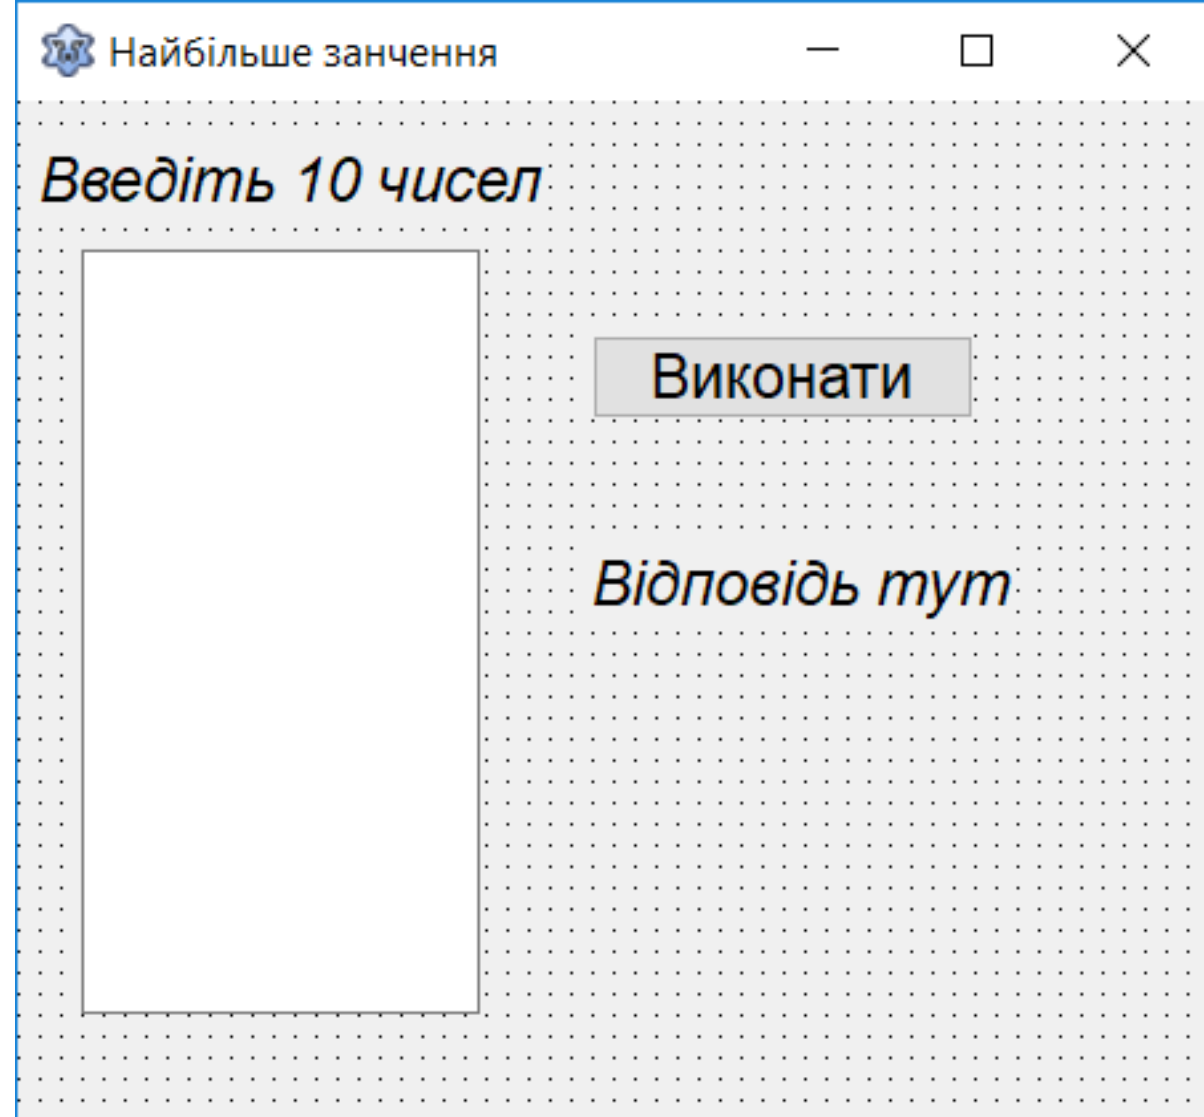 Найбільше занчення
Введіть 10 чисел
Виконати
Відповідь тут